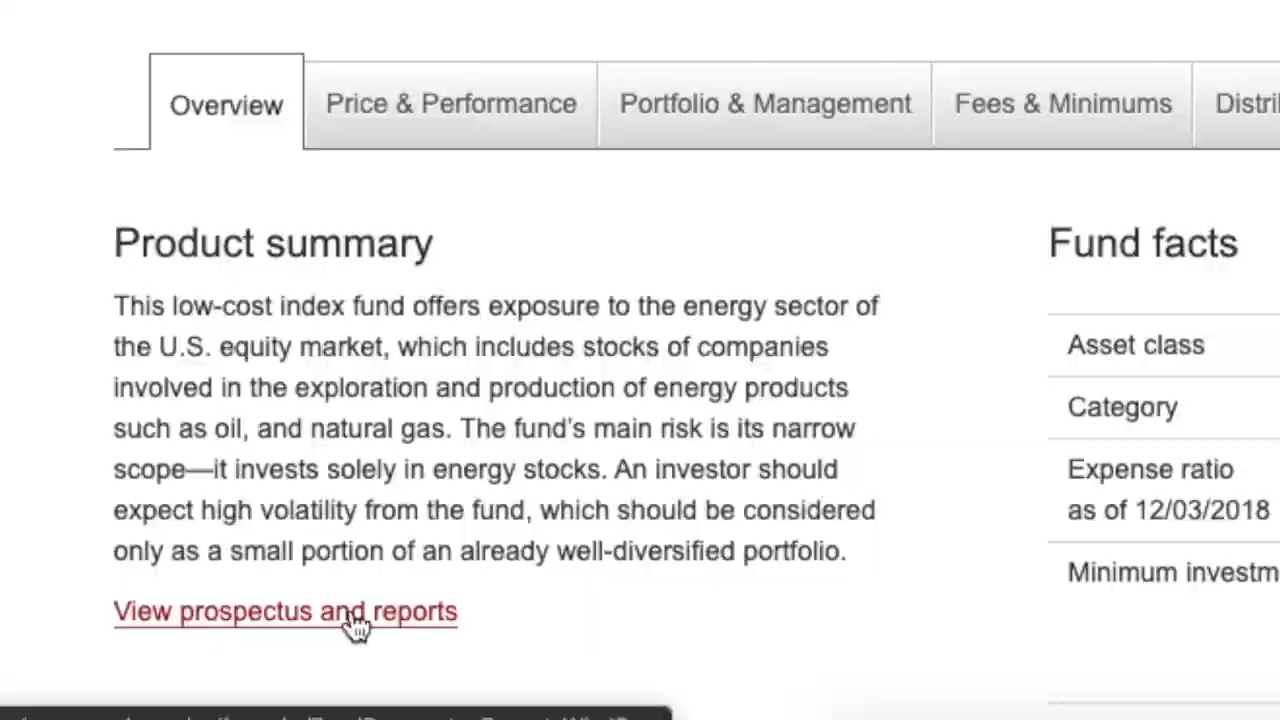 Overview
Price & Performance
Portfolio & Management
Fees & Minimums
Product summary
This low-cost index fund offers exposure to the energy sector of
the U.S. equity market, which includes stocks of companies
involved in the exploration and production of energy products
such as oil, and natural gas. The fund's main risk is its narrow
scope—it invests solely in energy stocks. An investor should
expect high volatility from the fund, which should be considered
only as a small portion of an already well-diversified portfolio.
View prospectus and reports
Fund facts
Asset class
Category
Expense ratio
as of 12/03/2018
Minimum